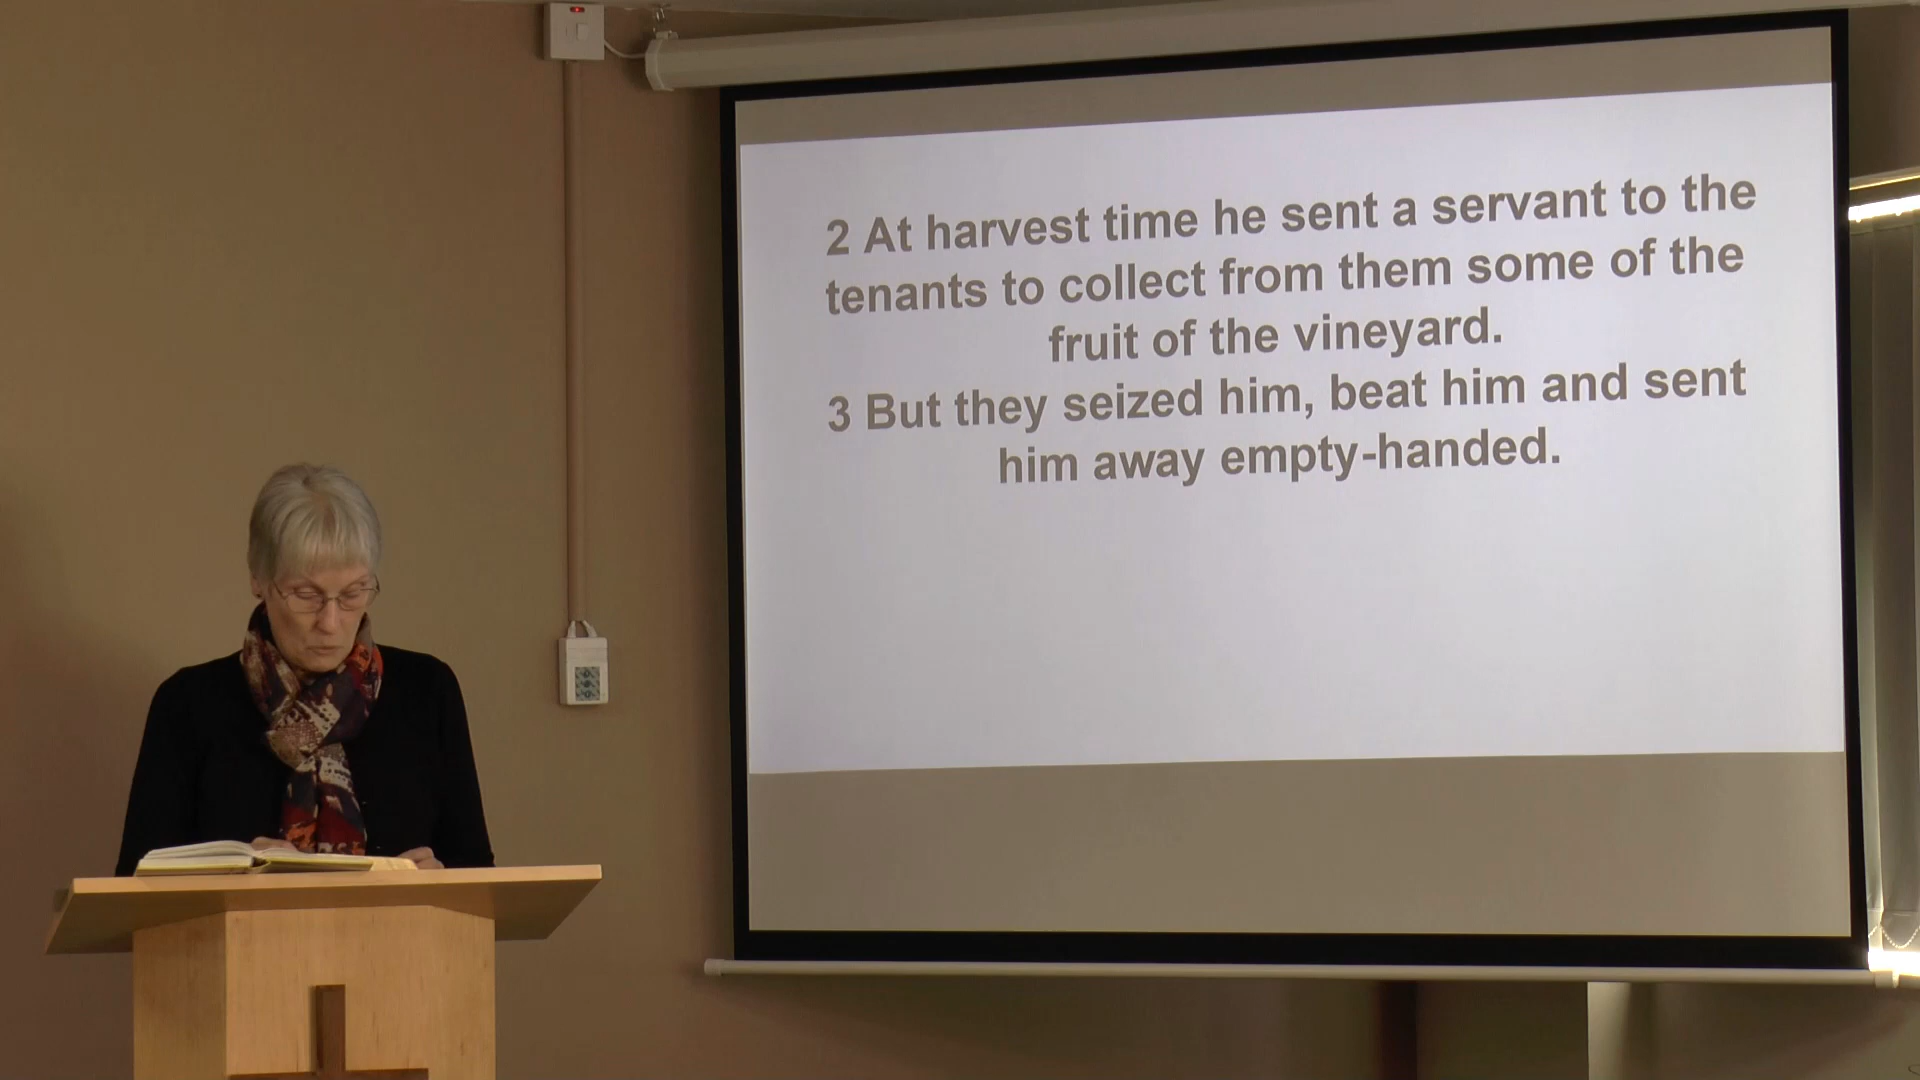 2 At harvest time he sent a servant to the
tenants to collect from them some of the
fruit of the vineyard.
3 But they seized him, beat him and sent
him away empty-handed.